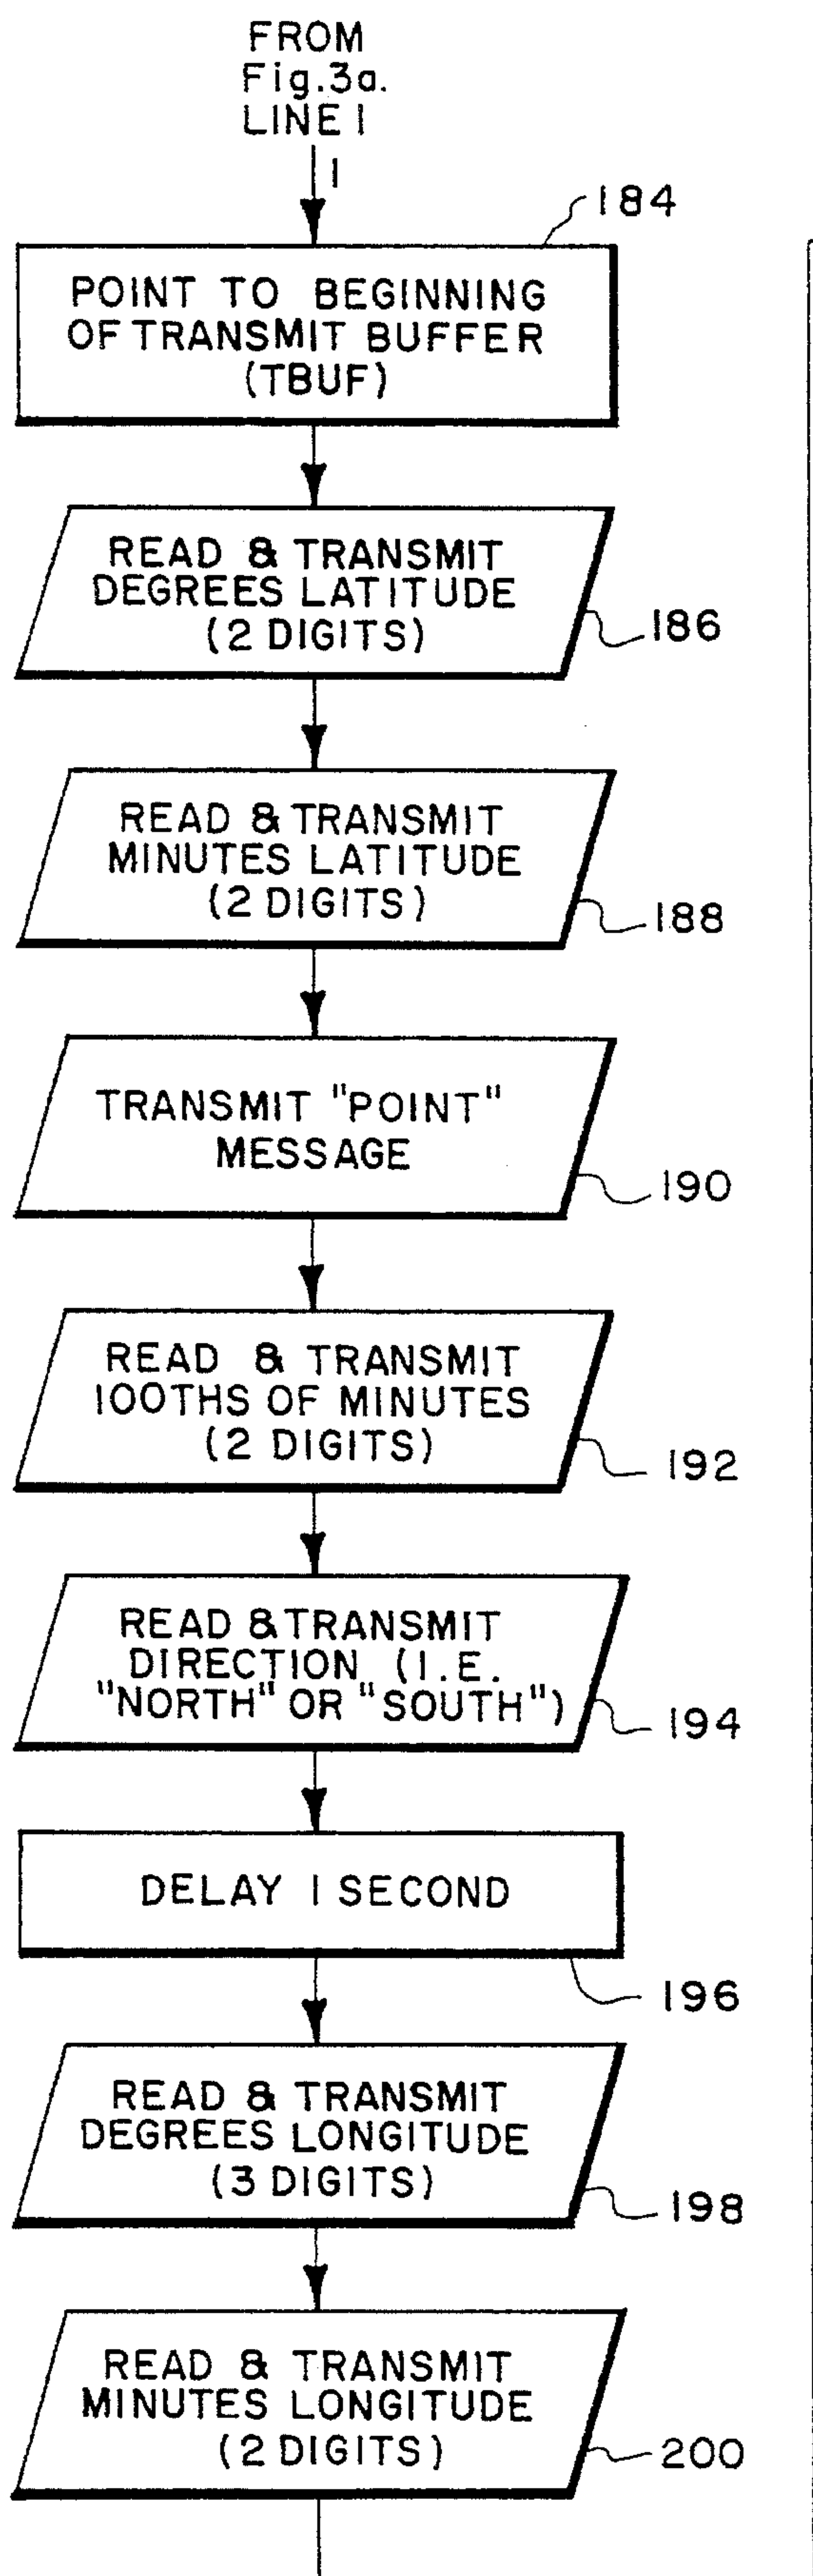 FROM
Fig.3a.
LINE 1
1
184
POINT TO BEGINNING
OF TRANSMIT BUFFER
(TBUF)
READ & TRANSMIT
DEGREES LATITUDE
(2 DIGITS)
186
READ & TRANSMIT
MINUTES LATITUDE
(2 DIGITS)
188
TRANSMIT "POINT"
MESSAGE
190
READ & TRANSMIT
100THS OF MINUTES
(2 DIGITS)
192
READ & TRANSMIT
DIRECTION (I.E.
"NORTH" OR "SOUTH")
194
DELAY 1 SECOND
196
READ & TRANSMIT
DEGREES LONGITUDE
(3 DIGITS)
198
READ & TRANSMIT
MINUTES LONGITUDE
(2 DIGITS)
200